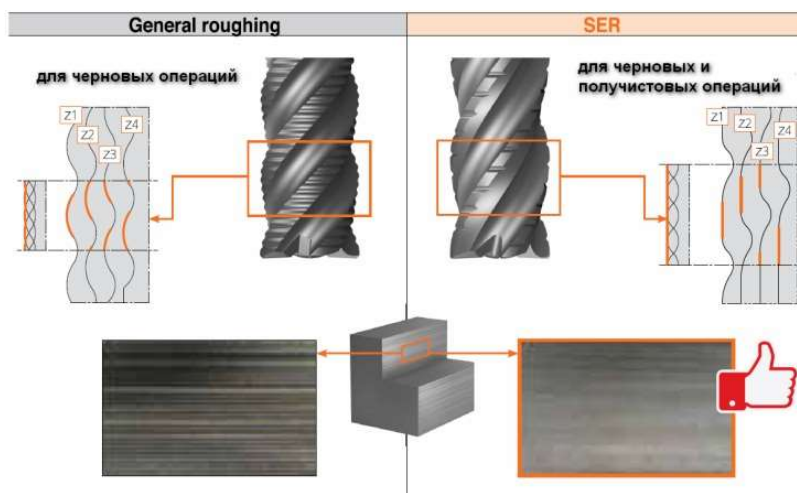 General roughing
SER
для черновых операций
для черновых и
получистовых операций
Z1
Z2
Z3
Z4
Z1
Z2
Z3
Z4